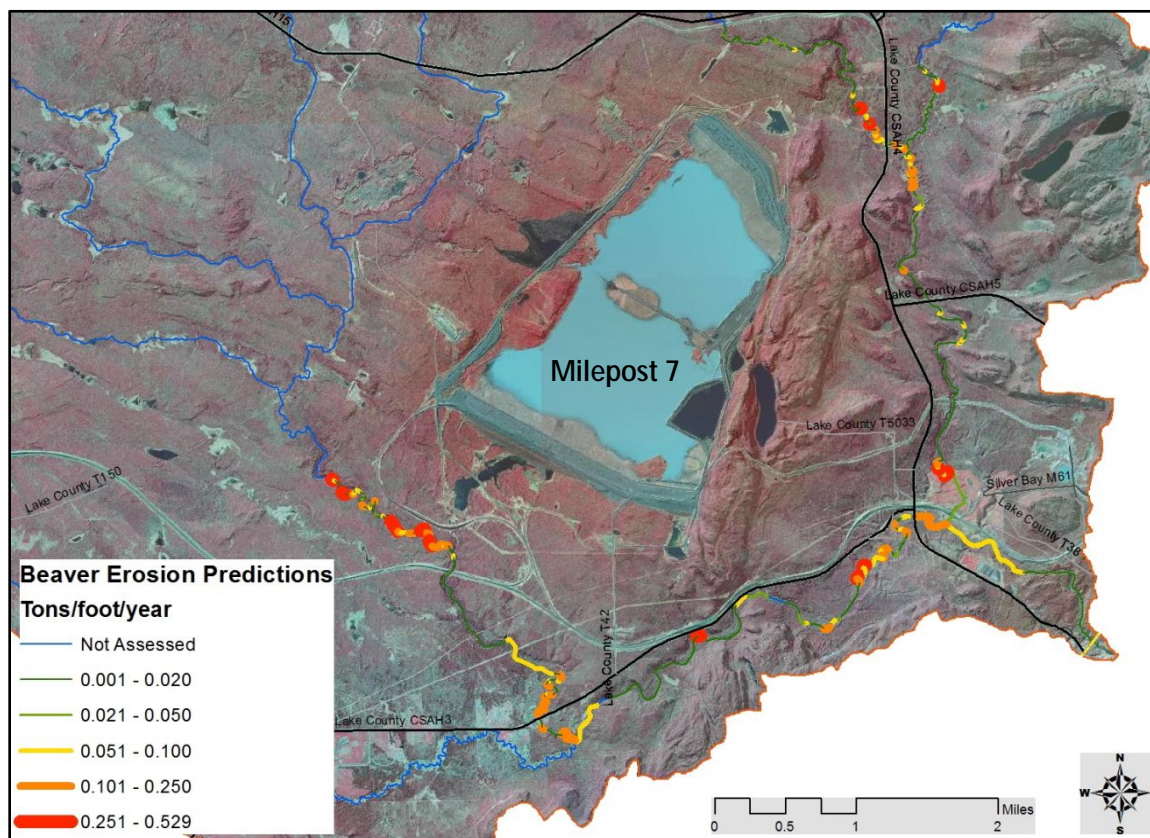 115
Lake County CSAH4
Lake County CSAH5
Milepost 7
Lake County T5033
Lake County T150
Silver Bay M61
Lake County T38
Lake County T42
Lake County CSAH3
Beaver Erosion Predictions
Tons/foot/year
Not Assessed
0.001 - 0.020
0.021 - 0.050
0.051 - 0.100
0.101 - 0.250
0.251 - 0.529
N
W E
S
Miles
0 0.5 1 2